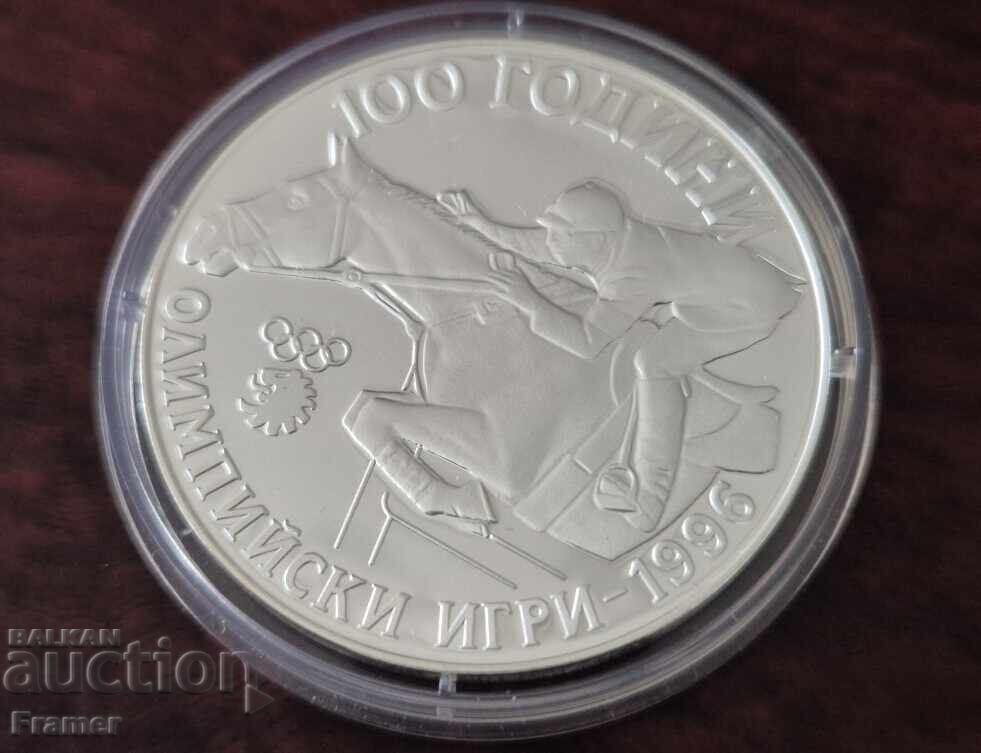 100 ГОДИНИ
ОЛИМПИЙСКИ ИГРИ-1996
BALKAN
auction
Framer